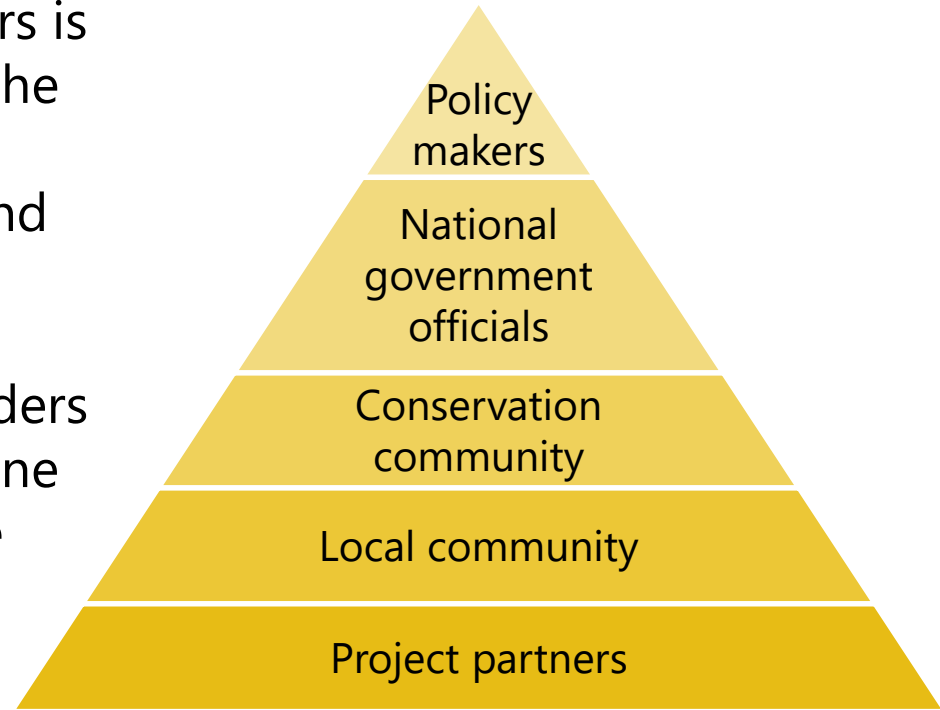 rs is
he
nd
ders
ne
Policy
makers
National
government
officials
Conservation
community
Local community
Project partners